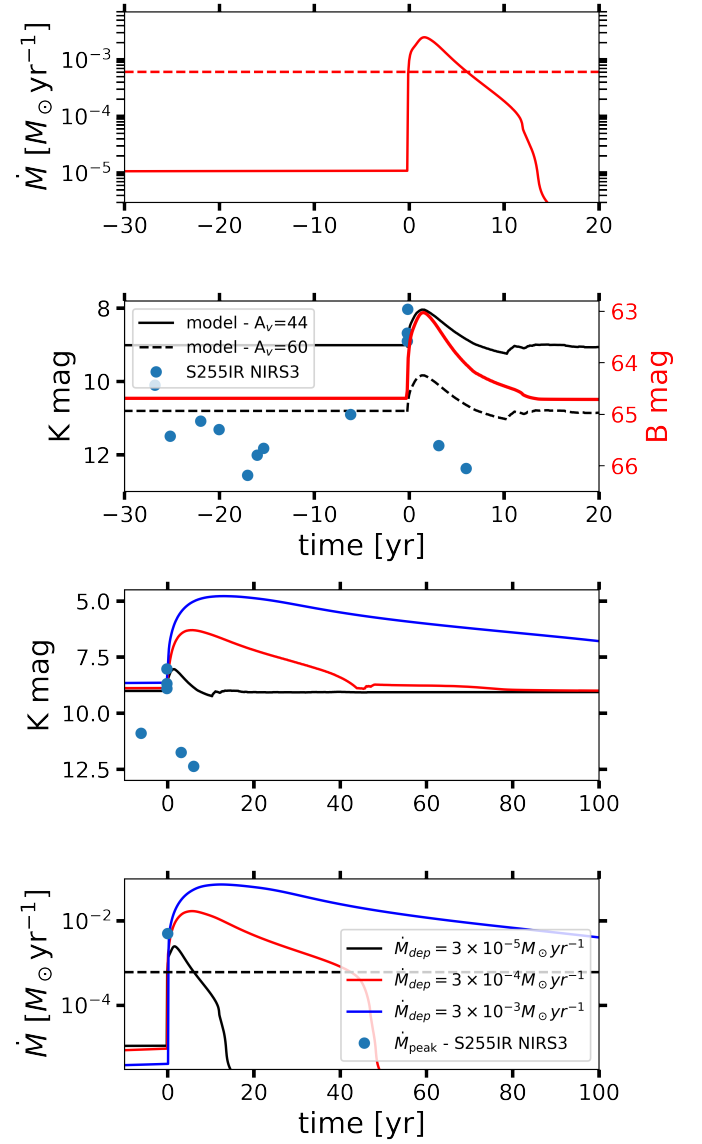 Ṁ [M⊙ yr⁻¹]
10⁻³
10⁻⁴
10⁻⁵
−30 −20 −10 0 10 20
K mag
8
10
12
model - Aᵥ=44
model - Aᵥ=60
S255IR NIRS3
63
64
65
66
B mag
−30 −20 −10 0 10 20
time [yr]
K mag
5.0
7.5
10.0
12.5
0 20 40 60 80 100
Ṁ [M⊙ yr⁻¹]
10⁻²
10⁻⁴
Ṁ_dep = 3 × 10⁻⁵M⊙yr⁻¹
Ṁ_dep = 3 × 10⁻⁴M⊙yr⁻¹
Ṁ_dep = 3 × 10⁻³M⊙yr⁻¹
Ṁ_peak - S255IR NIRS3
0 20 40 60 80 100
time [yr]